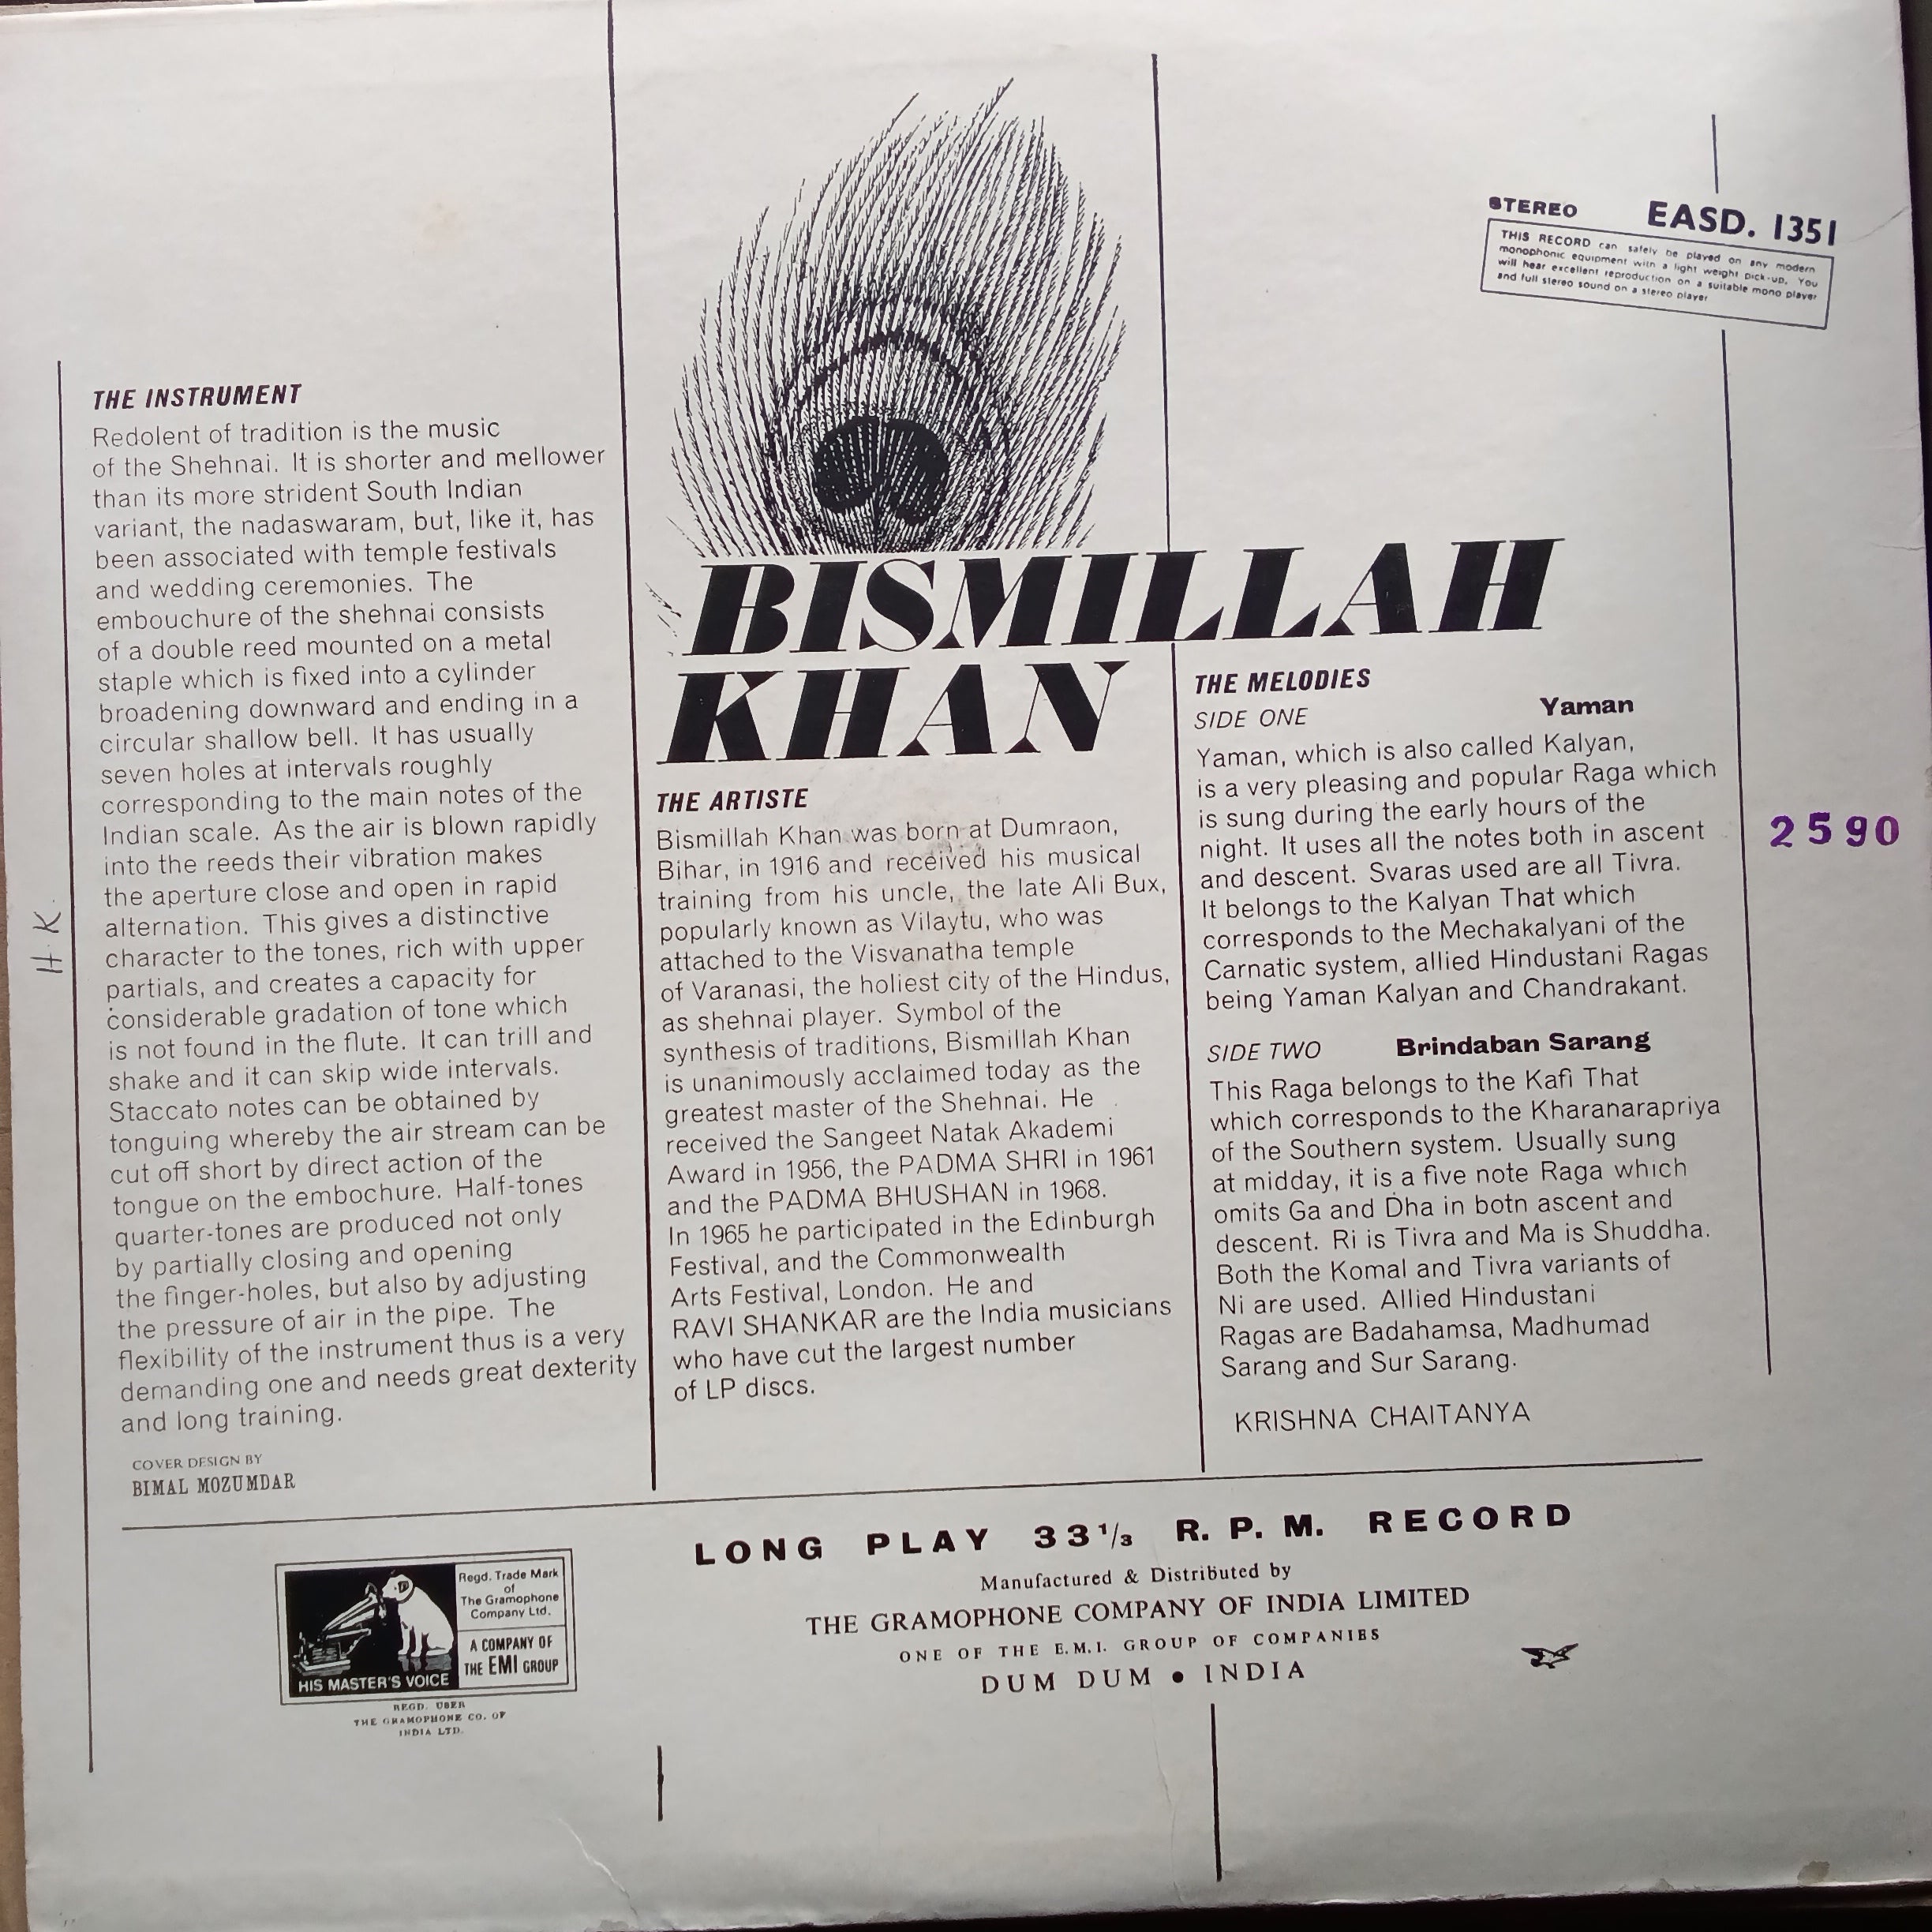 STEREO EASD. 1351
THIS RECORD can safely be played on any modern
monophonic equipment with a light weight pick-up. You
will hear excellent reproduction on a suitable mono player
and full stereo sound on a stereo player
THE INSTRUMENT
Redolent of tradition is the music
of the Shehnai. It is shorter and mellower
than its more strident South Indian
variant, the nadaswaram, but, like it, has
been associated with temple festivals
and wedding ceremonies. The
embouchure of the shehnai consists
of a double reed mounted on a metal
staple which is fixed into a cylinder
broadening downward and ending in a
circular shallow bell. It has usually
seven holes at intervals roughly
corresponding to the main notes of the
Indian scale. As the air is blown rapidly
into the reeds their vibration makes
the aperture close and open in rapid
alternation. This gives a distinctive
character to the tones, rich with upper
partials, and creates a capacity for
considerable gradation of tone which
is not found in the flute. It can trill and
shake and it can skip wide intervals.
Staccato notes can be obtained by
tonguing whereby the air stream can be
cut off short by direct action of the
tongue on the embochure. Half-tones
quarter-tones are produced not only
by partially closing and opening
the finger-holes, but also by adjusting
the pressure of air in the pipe. The
flexibility of the instrument thus is a very
demanding one and needs great dexterity
and long training.
COVER DESIGN BY
BIMAL MOZUMDAR
H.K.
BISMILLAH
KHAN
THE ARTISTE
Bismillah Khan was born at Dumraon,
Bihar, in 1916 and received his musical
training from his uncle, the late Ali Bux,
popularly known as Vilaytu, who was
attached to the Visvanatha temple
of Varanasi, the holiest city of the Hindus,
as shehnai player. Symbol of the
synthesis of traditions, Bismillah Khan
is unanimously acclaimed today as the
greatest master of the Shehnai. He
received the Sangeet Natak Akademi
Award in 1956, the PADMA SHRI in 1961
and the PADMA BHUSHAN in 1968.
In 1965 he participated in the Edinburgh
Festival, and the Commonwealth
Arts Festival, London. He and
RAVI SHANKAR are the India musicians
who have cut the largest number
of LP discs.
THE MELODIES
SIDE ONE Yaman
Yaman, which is also called Kalyan,
is a very pleasing and popular Raga which
is sung during the early hours of the
night. It uses all the notes both in ascent
and descent. Svaras used are all Tivra.
It belongs to the Kalyan That which
corresponds to the Mechakalyani of the
Carnatic system, allied Hindustani Ragas
being Yaman Kalyan and Chandrakant.
SIDE TWO Brindaban Sarang
This Raga belongs to the Kafi That
which corresponds to the Kharanarapriya
of the Southern system. Usually sung
at midday, it is a five note Raga which
omits Ga and Dha in botn ascent and
descent. Ri is Tivra and Ma is Shuddha.
Both the Komal and Tivra variants of
Ni are used. Allied Hindustani
Ragas are Badahamsa, Madhumad
Sarang and Sur Sarang.
KRISHNA CHAITANYA
2590
Regd. Trade Mark
of
The Gramophone
Company Ltd.
A COMPANY OF
THE EMI GROUP
HIS MASTER'S VOICE
REGD. USER
THE GRAMOPHONE CO. OF
INDIA LTD.
LONG PLAY 33 1/3 R. P. M. RECORD
Manufactured & Distributed by
THE GRAMOPHONE COMPANY OF INDIA LIMITED
ONE OF THE E.M.I. GROUP OF COMPANIES
DUM DUM • INDIA